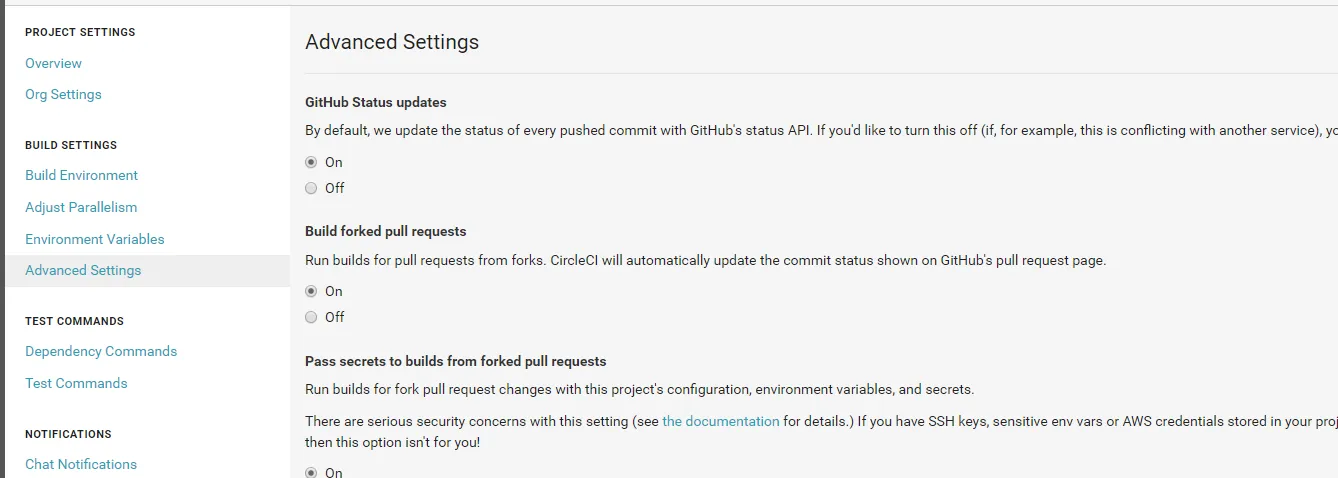 PROJECT SETTINGS
Overview
Org Settings
BUILD SETTINGS
Build Environment
Adjust Parallelism
Environment Variables
Advanced Settings
TEST COMMANDS
Dependency Commands
Test Commands
NOTIFICATIONS
Chat Notifications
Advanced Settings
GitHub Status updates
By default, we update the status of every pushed commit with GitHub's status API. If you'd like to turn this off (if, for example, this is conflicting with another service),
On
Off
Build forked pull requests
Run builds for pull requests from forks. CircleCI will automatically update the commit status shown on GitHub's pull request page.
On
Off
Pass secrets to builds from forked pull requests
Run builds for fork pull request changes with this project's configuration, environment variables, and secrets.
There are serious security concerns with this setting (see the documentation for details.) If you have SSH keys, sensitive env vars or AWS credentials stored in your
then this option isn't for you!
On